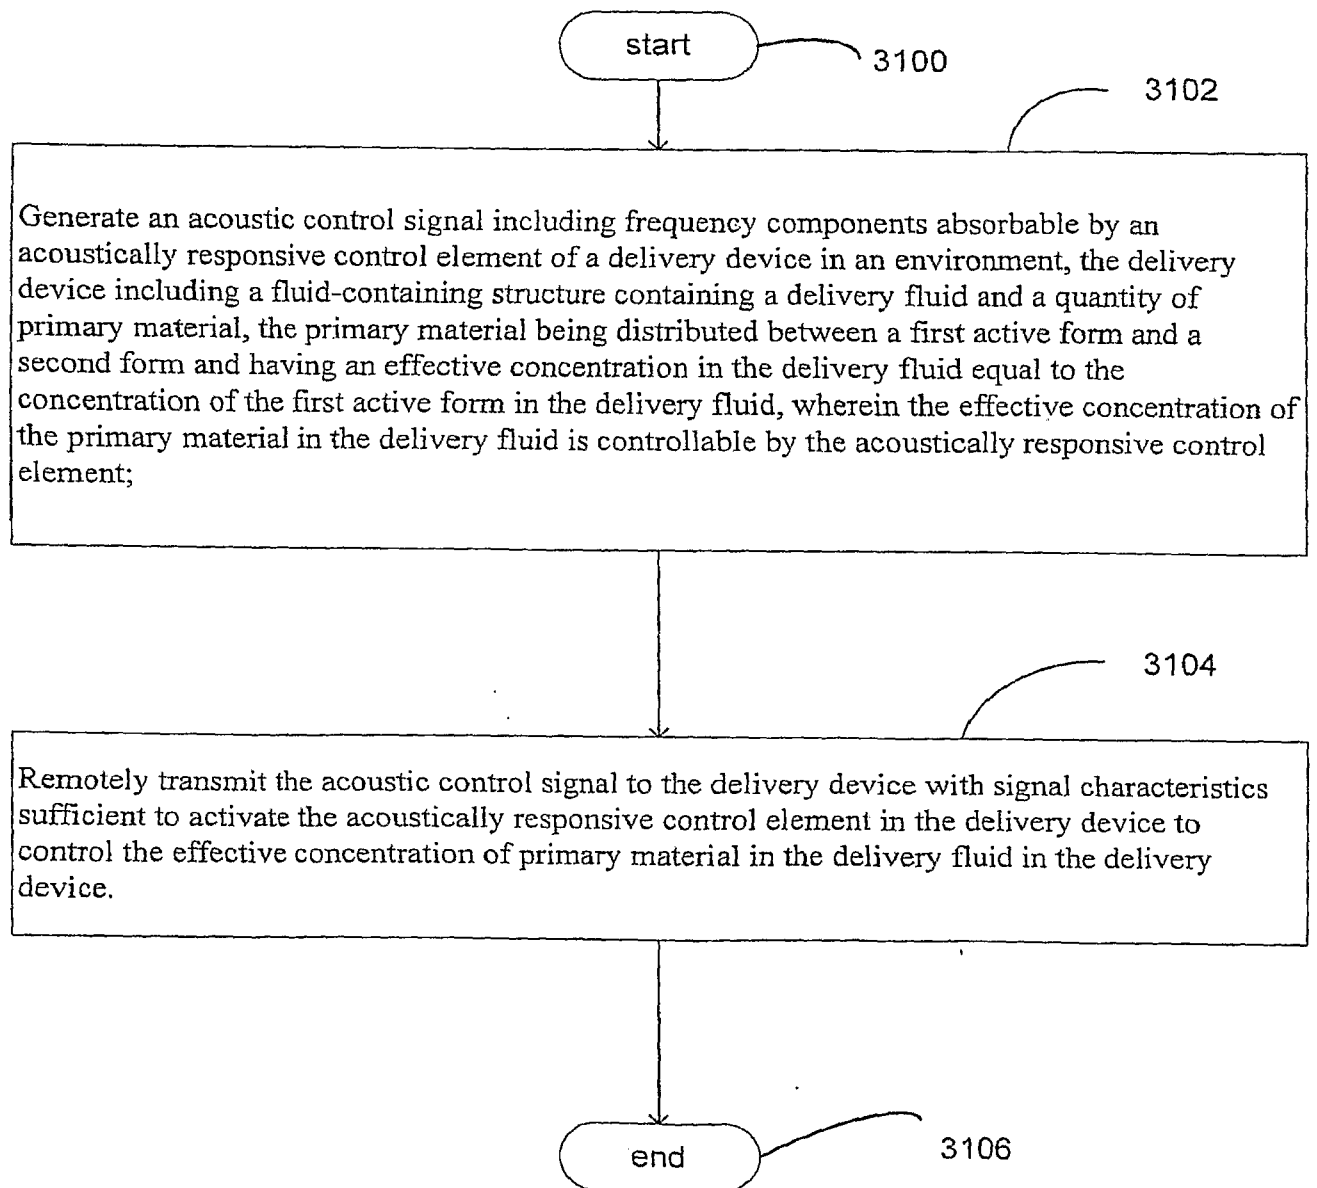 start
3100
3102
Generate an acoustic control signal including frequency components absorbable by an
acoustically responsive control element of a delivery device in an environment, the delivery
device including a fluid-containing structure containing a delivery fluid and a quantity of
primary material, the primary material being distributed between a first active form and a
second form and having an effective concentration in the delivery fluid equal to the
concentration of the first active form in the delivery fluid, wherein the effective concentration of
the primary material in the delivery fluid is controllable by the acoustically responsive control
element;
3104
Remotely transmit the acoustic control signal to the delivery device with signal characteristics
sufficient to activate the acoustically responsive control element in the delivery device to
control the effective concentration of primary material in the delivery fluid in the delivery
device.
end
3106